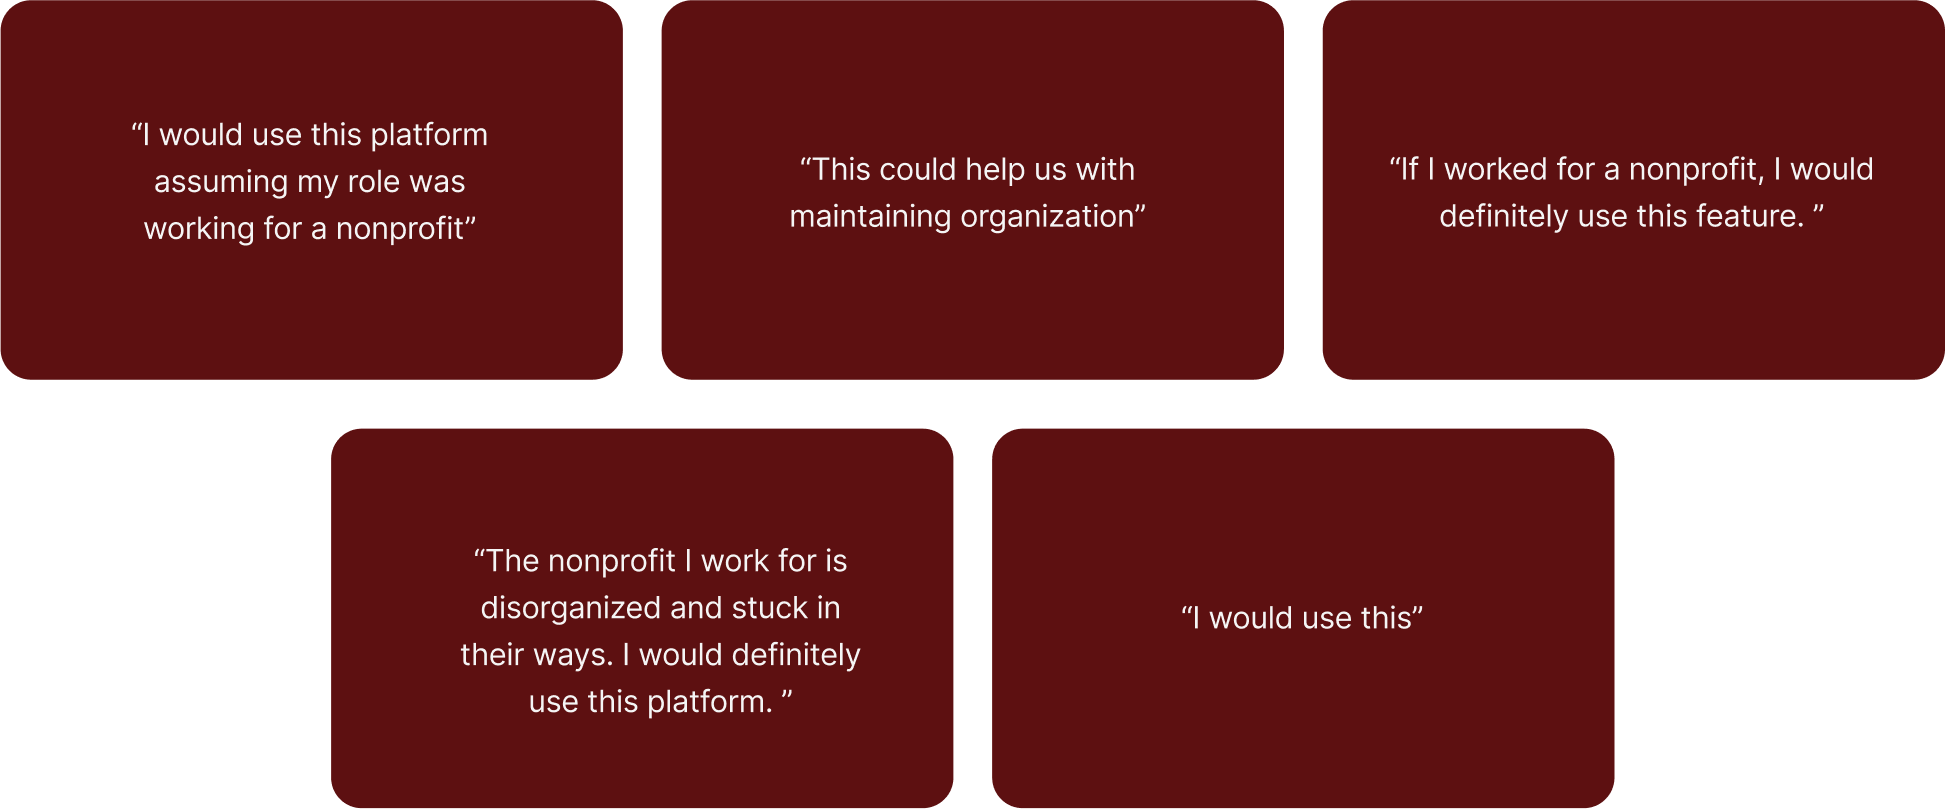 “I would use this platform
assuming my role was
working for a nonprofit”
“This could help us with
maintaining organization”
“If I worked for a nonprofit, I would
definitely use this feature. ”
“The nonprofit I work for is
disorganized and stuck in
their ways. I would definitely
use this platform. ”
“I would use this”